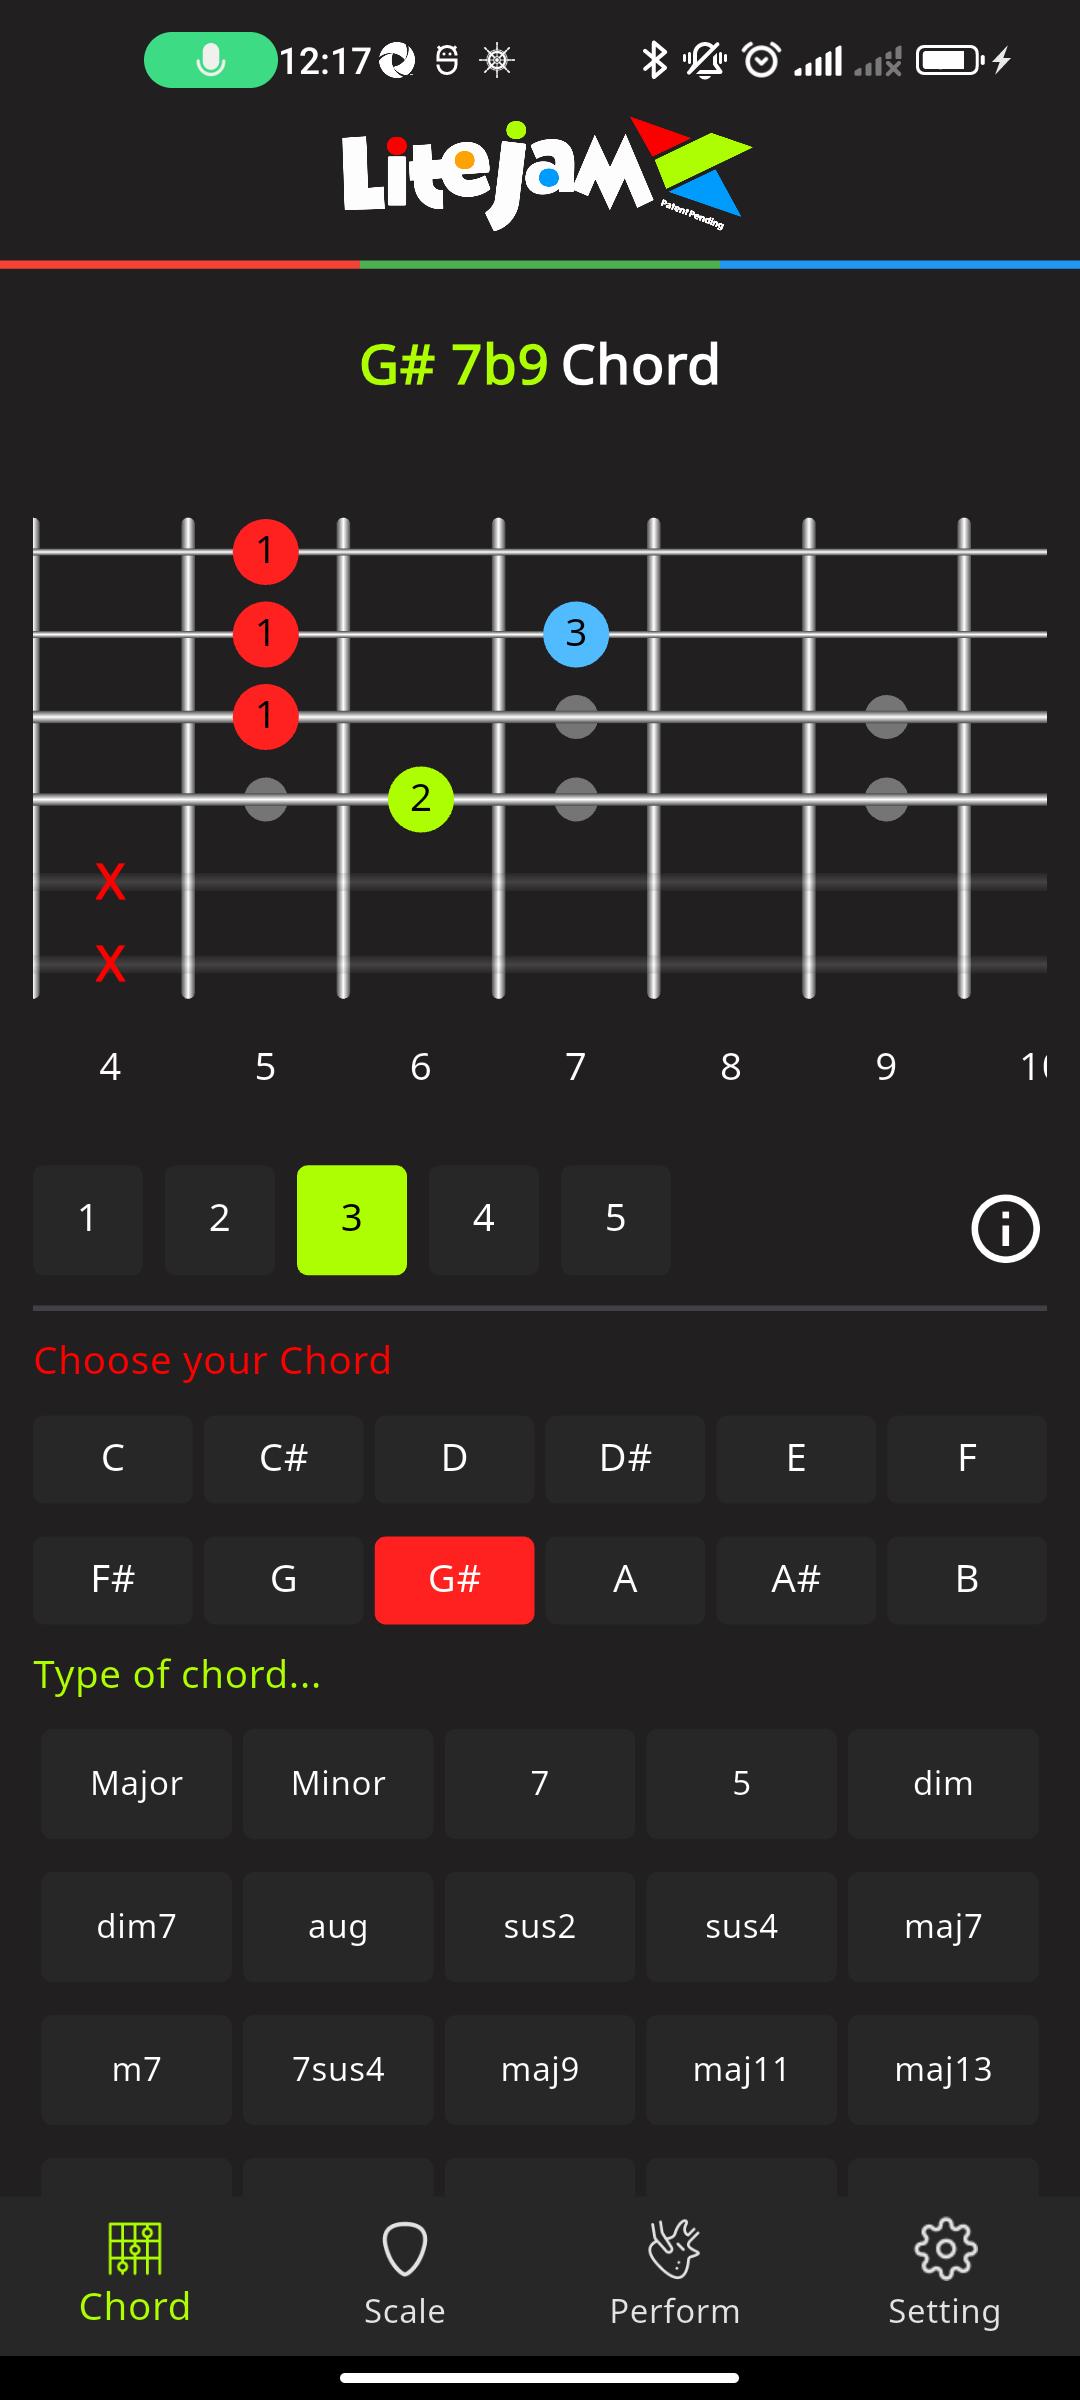 12:17
Litejam
Patent Pending
G# 7b9 Chord
1
1 3
1
2
X
X
4 5 6 7 8 9 10
1 2 3 4 5
Choose your Chord
C C# D D# E F
F# G G# A A# B
Type of chord...
Major Minor 7 5 dim
dim7 aug sus2 sus4 maj7
m7 7sus4 maj9 maj11 maj13
Chord Scale Perform Setting